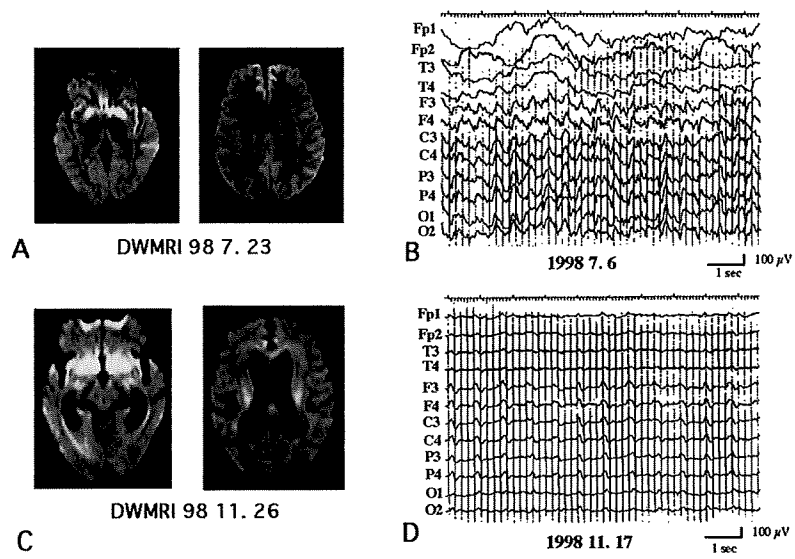 Fp1
Fp2
T3
T4
F3
F4
C3
C4
P3
P4
O1
O2
A
DWMRI 98 7. 23
B
1998 7. 6
100 µV
1 sec
Fp1
Fp2
T3
T4
F3
F4
C3
C4
P3
P4
O1
O2
C
DWMRI 98 11. 26
D
1998 11. 17
100 µV
1 sec